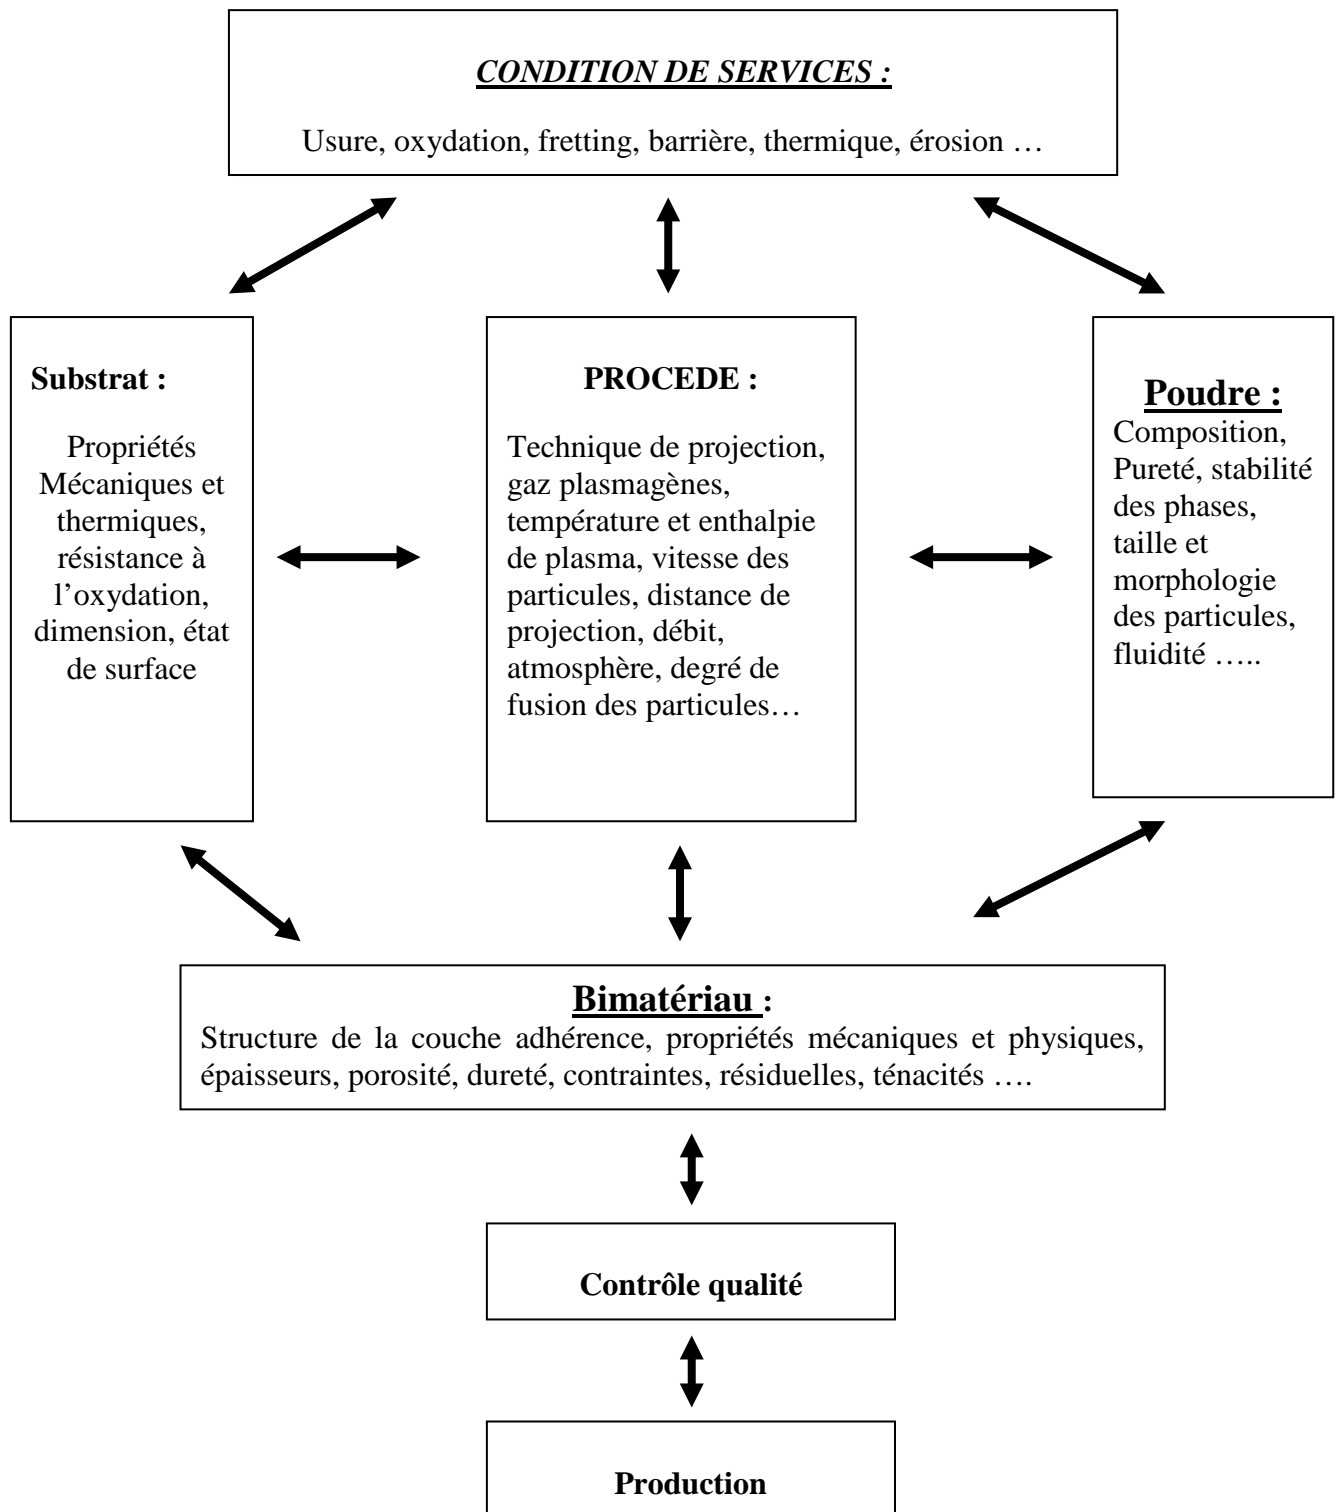 CONDITION DE SERVICES :
Usure, oxydation, fretting, barrière, thermique, érosion …
Substrat :
Propriétés
Mécaniques et
thermiques,
résistance à
l’oxydation,
dimension, état
de surface
PROCEDE :
Technique de projection,
gaz plasmagènes,
température et enthalpie
de plasma, vitesse des
particules, distance de
projection, débit,
atmosphère, degré de
fusion des particules…
Poudre :
Composition,
Pureté, stabilité
des phases,
taille et
morphologie
des particules,
fluidité …..
Bimatériau :
Structure de la couche adhérence, propriétés mécaniques et physiques,
épaisseurs, porosité, dureté, contraintes, résiduelles, ténacités ….
Contrôle qualité
Production